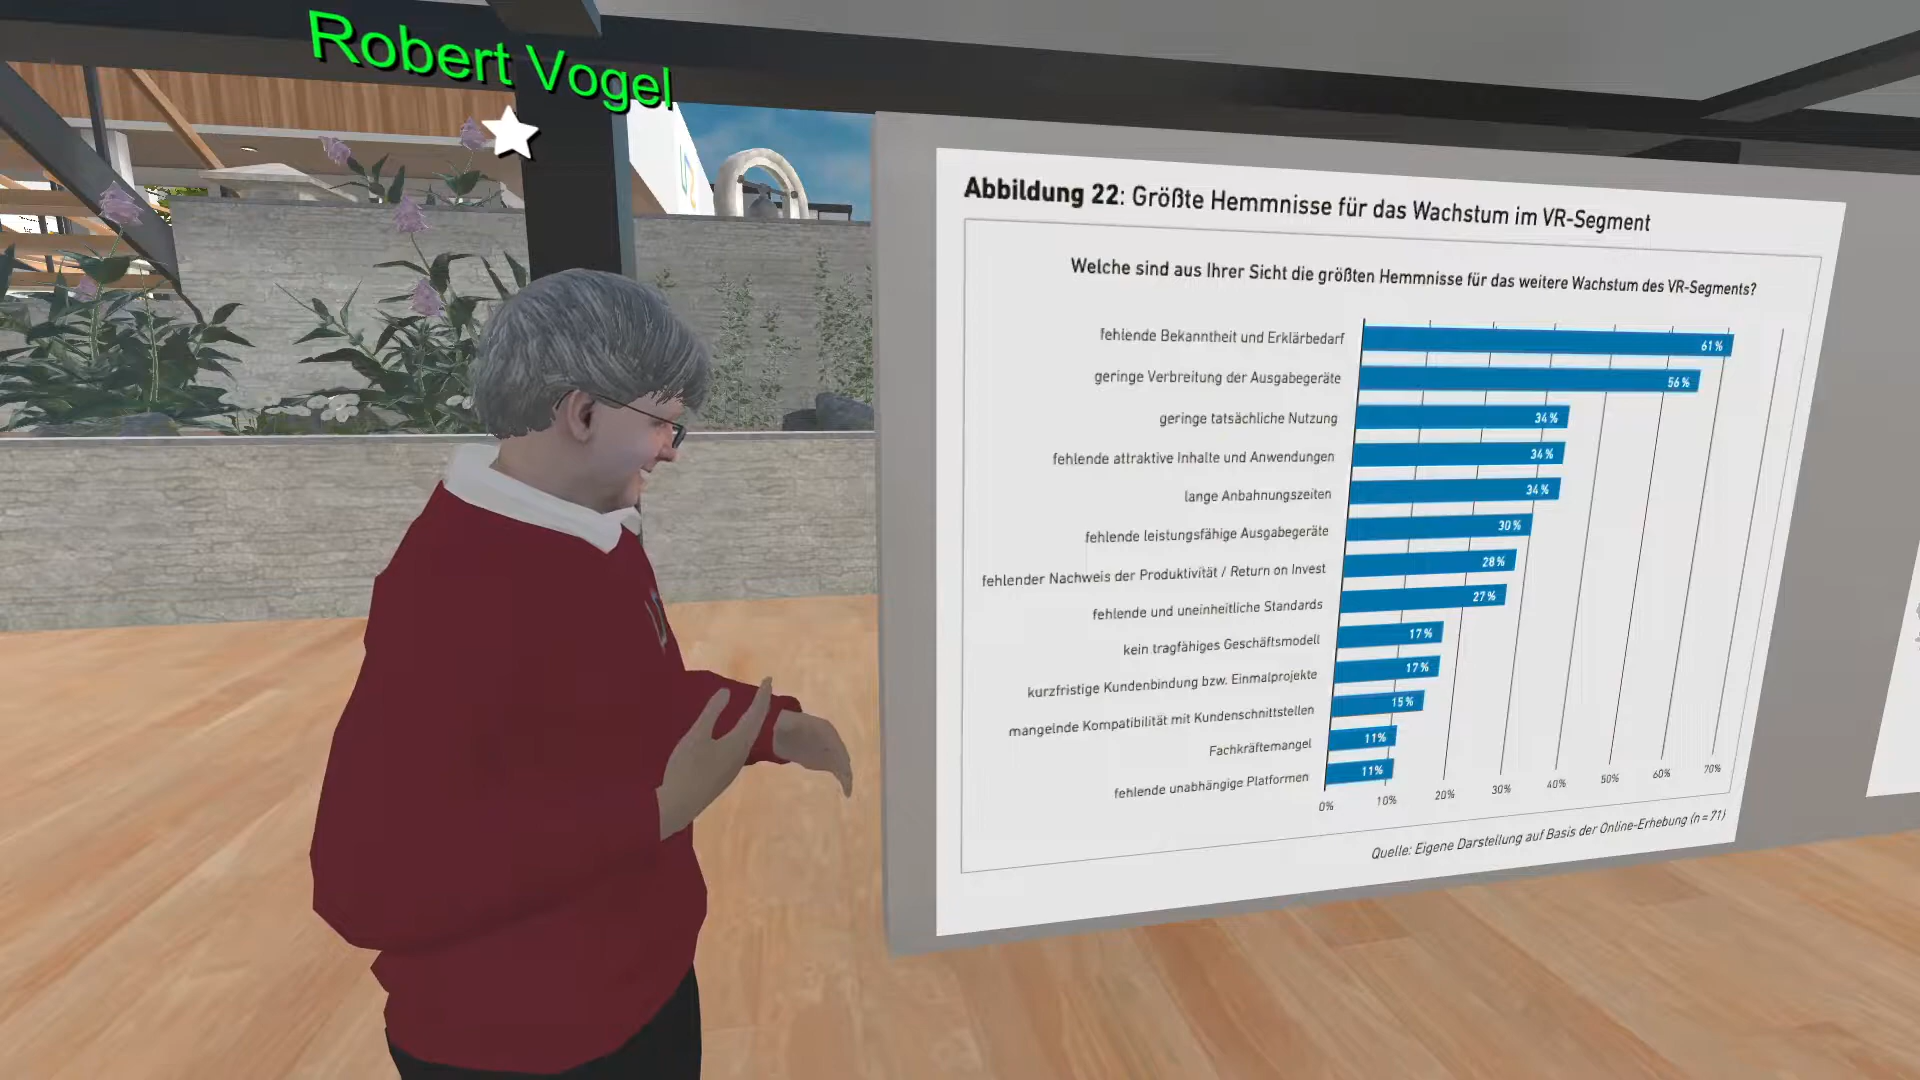 Robert Vogel
Abbildung 22: Größte Hemmnisse für das Wachstum im VR-Segment
Welche sind aus Ihrer Sicht die größten Hemmnisse für das weitere Wachstum des VR-Segments?
fehlende Bekanntheit und Erklärbedarf 61%
geringe Verbreitung der Ausgabegeräte 56%
geringe tatsächliche Nutzung 34%
fehlende attraktive Inhalte und Anwendungen 34%
lange Anbahnungszeiten 34%
fehlende leistungsfähige Ausgabegeräte 30%
fehlender Nachweis der Produktivität / Return on Invest 28%
fehlende und uneinheitliche Standards 27%
kein tragfähiges Geschäftsmodell 17%
kurzfristige Kundenbindung bzw. Einmalprojekte 17%
mangelnde Kompatibilität mit Kundenschnittstellen 15%
Fachkräftemangel 11%
fehlende unabhängige Platformen 11%
0% 10% 20% 30% 40% 50% 60% 70%
Quelle: Eigene Darstellung auf Basis der Online-Erhebung (n = 71)